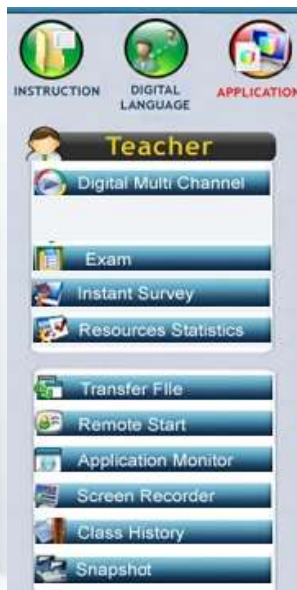 INSTRUCTION
DIGITAL
LANGUAGE
APPLICATION
Teacher
Digital Multi Channel
Exam
Instant Survey
Resources Statistics
Transfer File
Remote Start
Application Monitor
Screen Recorder
Class History
Snapshot